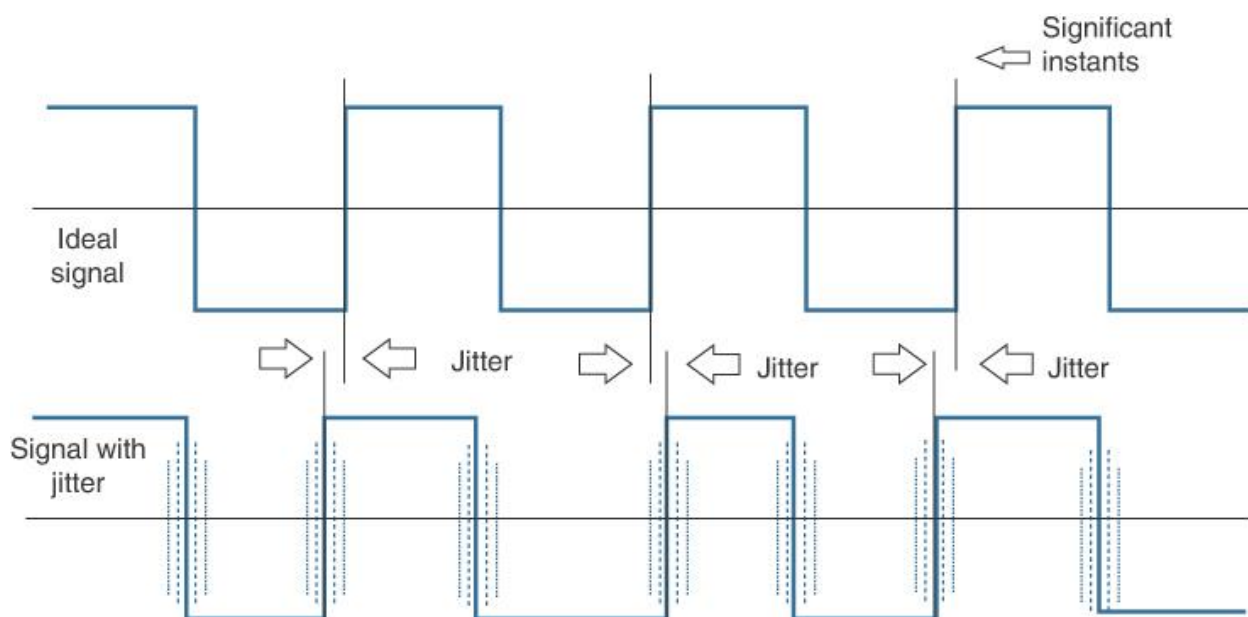 Significant
instants
Ideal
signal
Jitter
Jitter
Jitter
Signal with
jitter